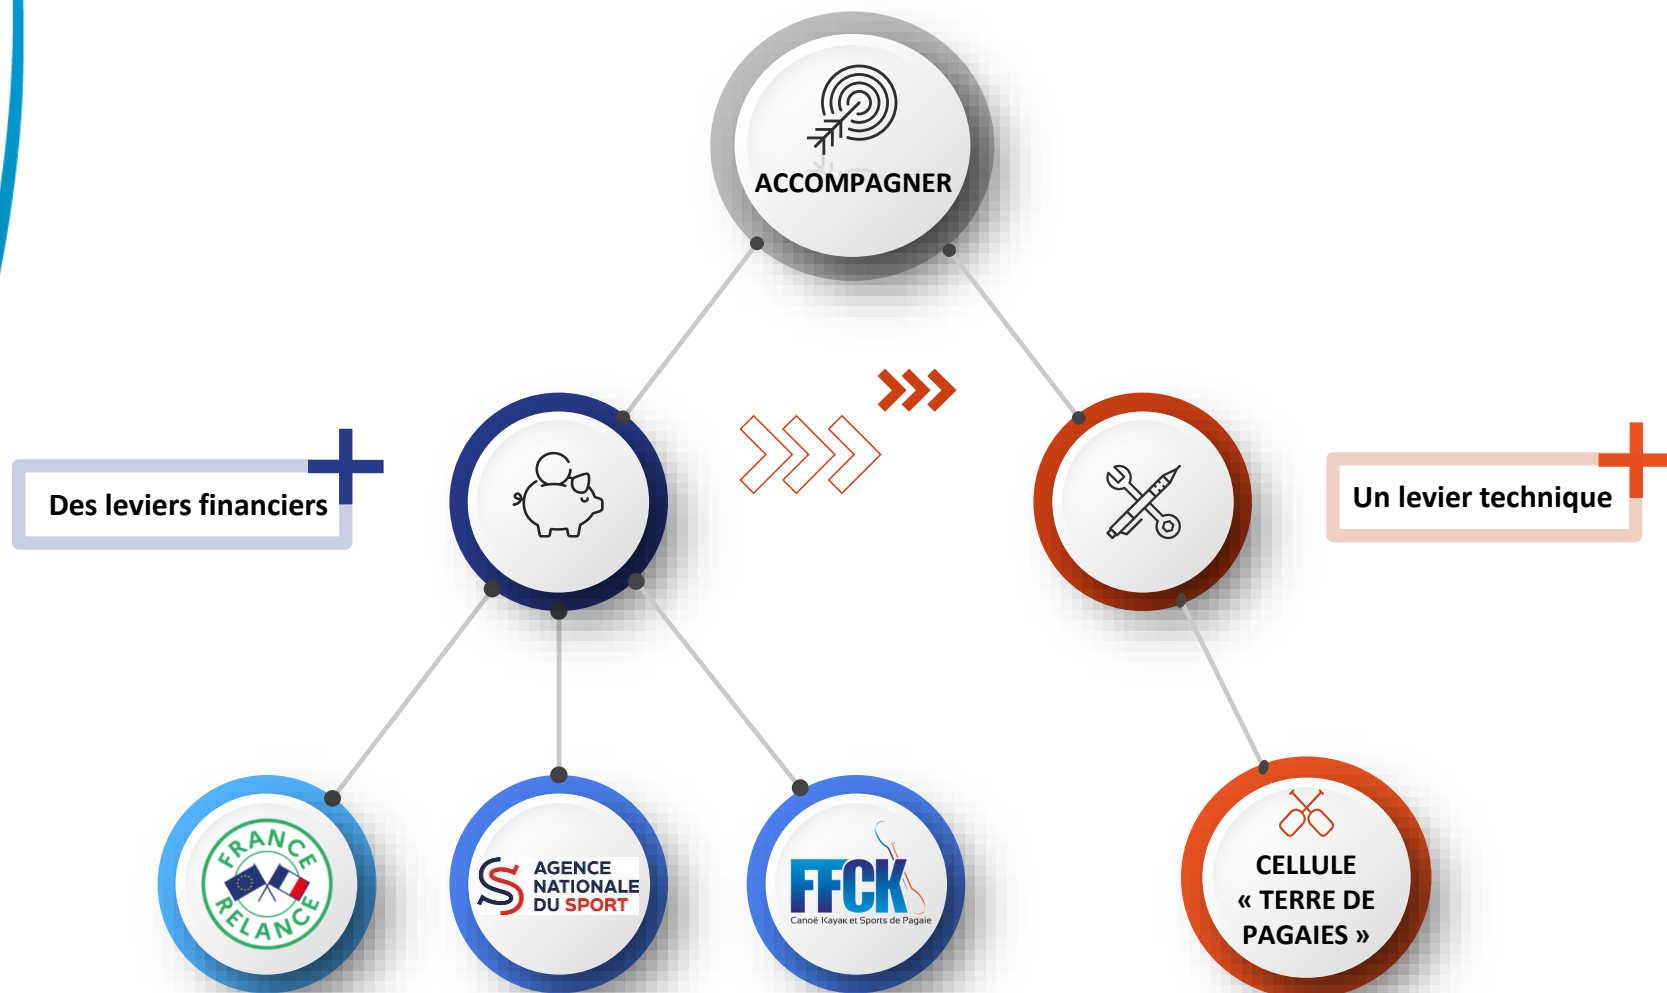 ACCOMPAGNER
Des leviers financiers
Un levier technique
FRANCE
RELANCE
AGENCE
NATIONALE
DU SPORT
FFCK
Canoë Kayak et Sports de Pagaie
CELLULE
« TERRE DE
PAGAIES »